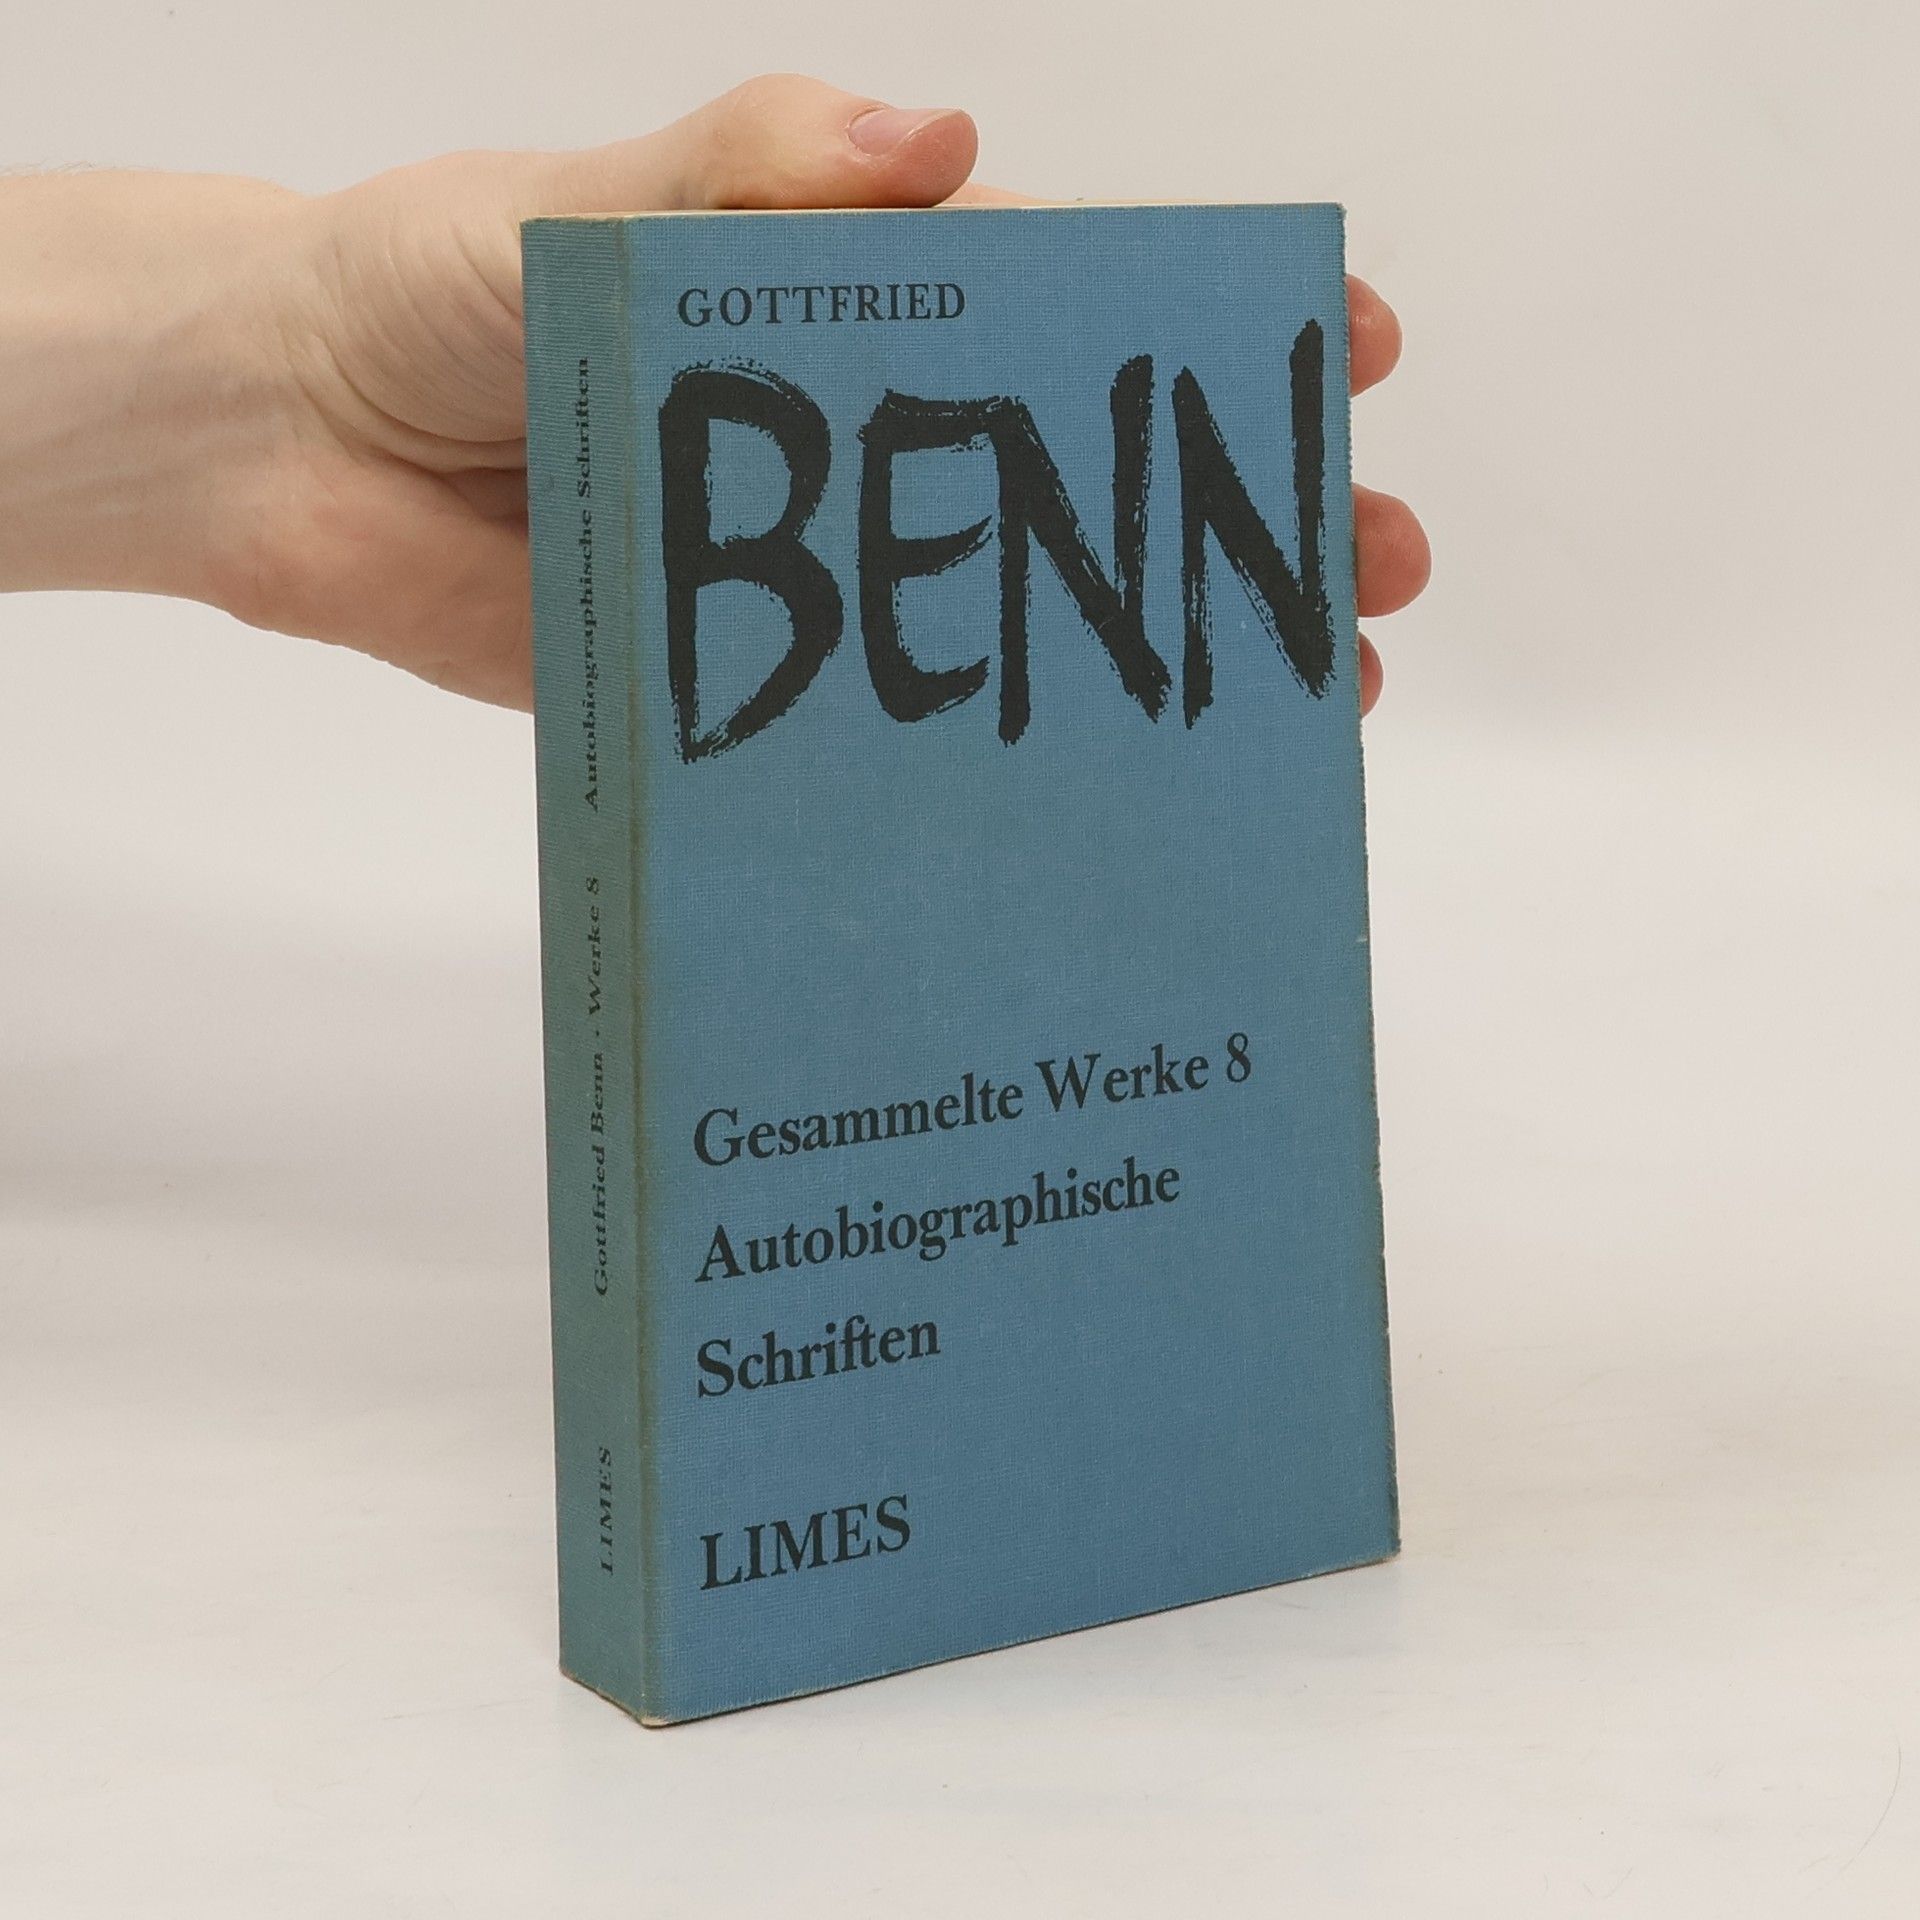 GOTTFRIED
BENN
Gesammelte Werke 8
Autobiographische
Schriften
LIMES
LIMES Gottfried Benn · Werke 8 Autobiographische Schriften